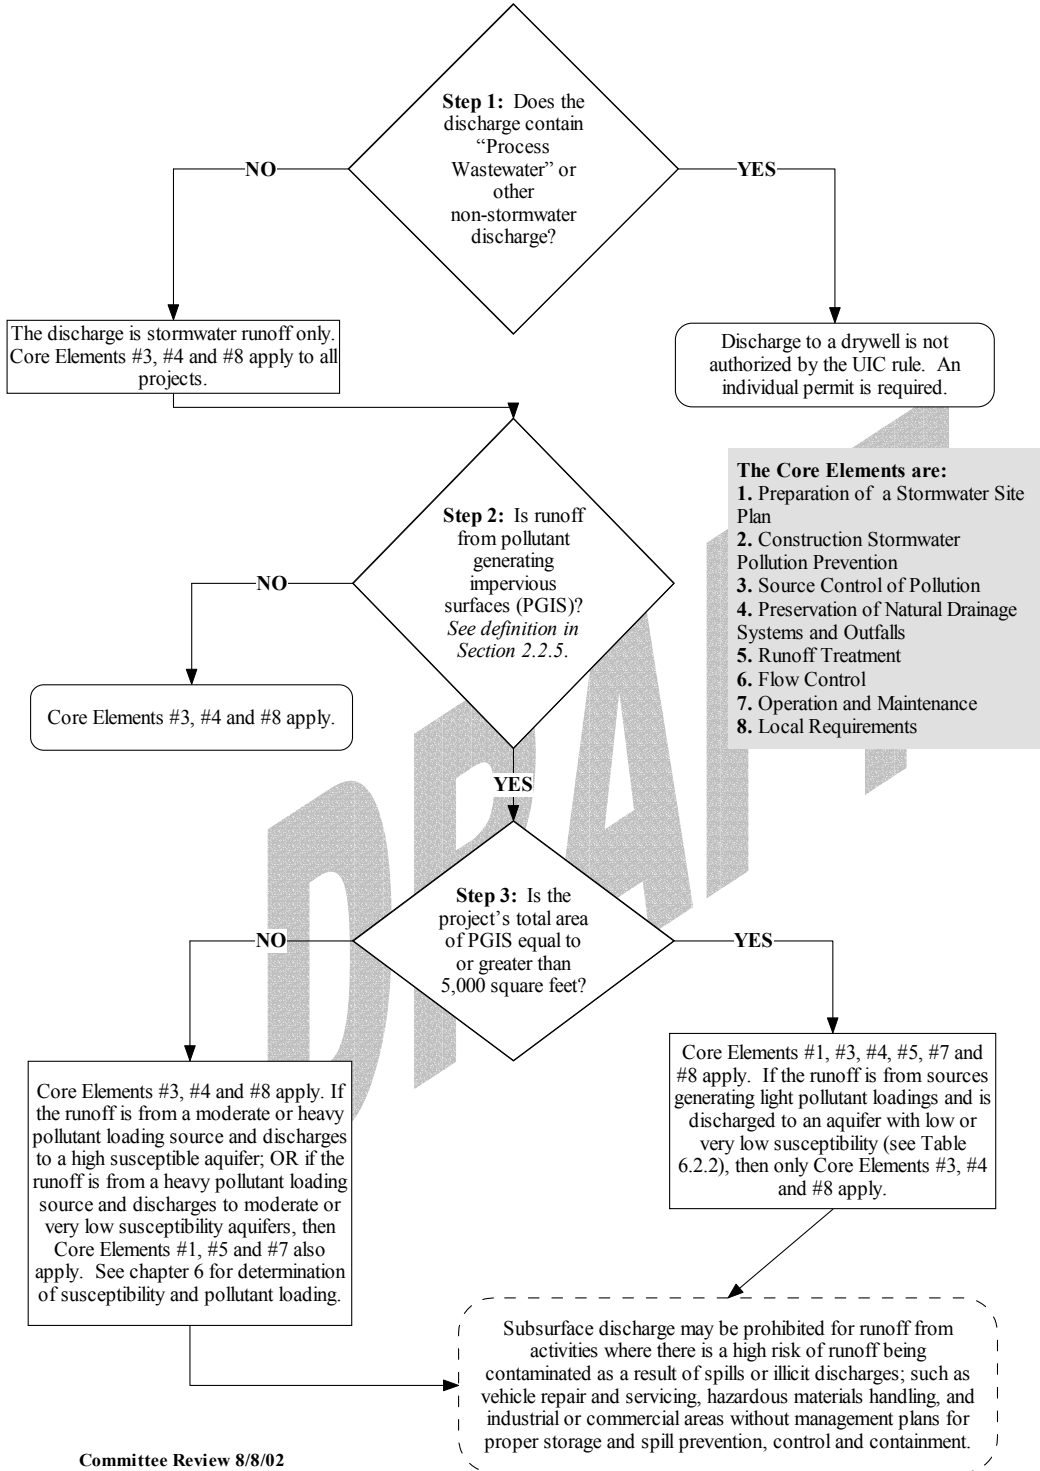 Step 1: Does the
discharge contain
“Process
Wastewater” or
other
non-stormwater
discharge?
NO
YES
The discharge is stormwater runoff only.
Core Elements #3, #4 and #8 apply to all
projects.
Discharge to a drywell is not
authorized by the UIC rule. An
individual permit is required.
The Core Elements are:
1. Preparation of a Stormwater Site
Plan
2. Construction Stormwater
Pollution Prevention
3. Source Control of Pollution
4. Preservation of Natural Drainage
Systems and Outfalls
5. Runoff Treatment
6. Flow Control
7. Operation and Maintenance
8. Local Requirements
Step 2: Is runoff
from pollutant
generating
impervious
surfaces (PGIS)?
See definition in
Section 2.2.5.
NO
Core Elements #3, #4 and #8 apply.
YES
DRAFT
Step 3: Is the
project’s total area
of PGIS equal to
or greater than
5,000 square feet?
NO
YES
Core Elements #3, #4 and #8 apply. If
the runoff is from a moderate or heavy
pollutant loading source and discharges
to a high susceptible aquifer; OR if the
runoff is from a heavy pollutant loading
source and discharges to moderate or
very low susceptibility aquifers, then
Core Elements #1, #5 and #7 also
apply. See chapter 6 for determination
of susceptibility and pollutant loading.
Core Elements #1, #3, #4, #5, #7 and
#8 apply. If the runoff is from sources
generating light pollutant loadings and is
discharged to an aquifer with low or
very low susceptibility (see Table
6.2.2), then only Core Elements #3, #4
and #8 apply.
Subsurface discharge may be prohibited for runoff from
activities where there is a high risk of runoff being
contaminated as a result of spills or illicit discharges; such as
vehicle repair and servicing, hazardous materials handling, and
industrial or commercial areas without management plans for
proper storage and spill prevention, control and containment.
Committee Review 8/8/02